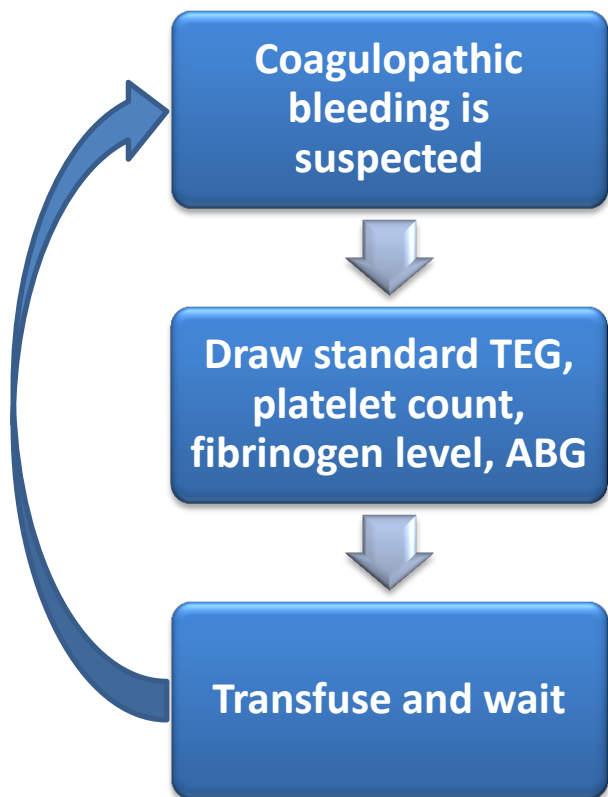 Coagulopathic
bleeding is
suspected
Draw standard TEG,
platelet count,
fibrinogen level, ABG
Transfuse and wait